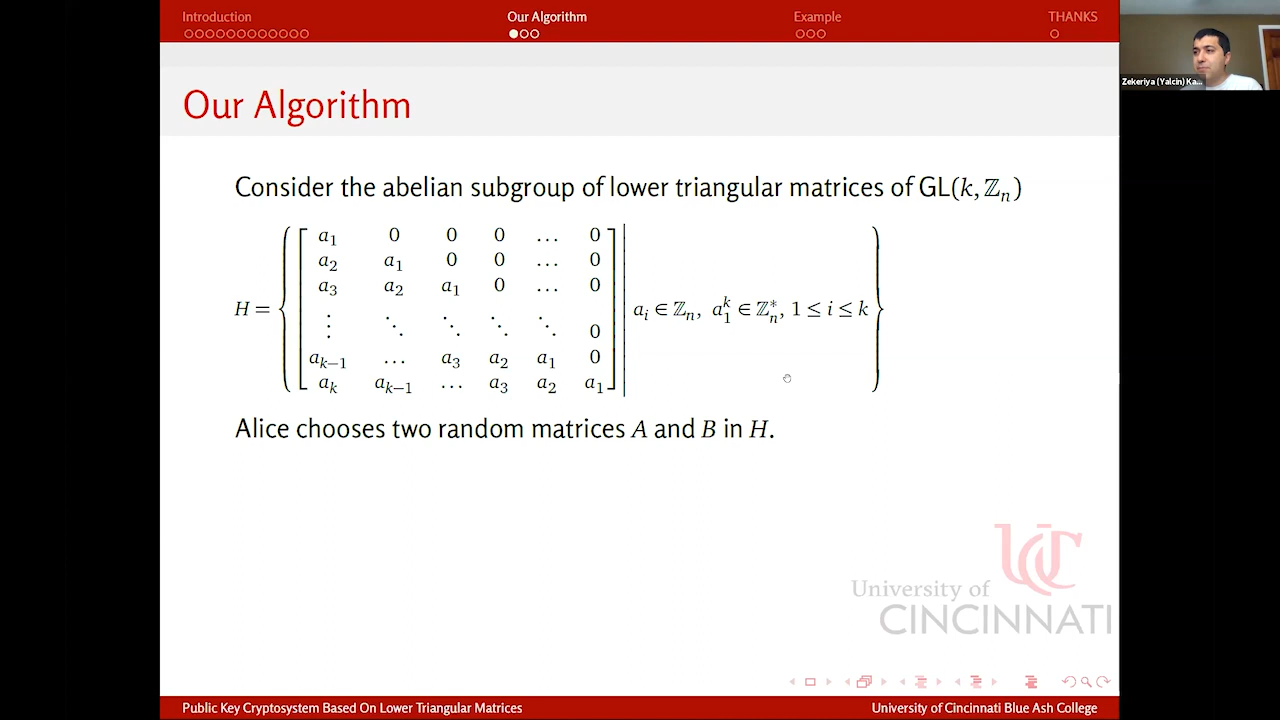 Introduction
Our Algorithm
Example
THANKS
Zekeriya (Yalcin) Ka...
Our Algorithm
Consider the abelian subgroup of lower triangular matrices of GL(k, ℤₙ)
H = { [ a₁ 0 0 0 … 0
a₂ a₁ 0 0 … 0
a₃ a₂ a₁ 0 … 0
⋮ ⋱ ⋱ ⋱ ⋱ 0
aₖ₋₁ … a₃ a₂ a₁ 0
aₖ aₖ₋₁ … a₃ a₂ a₁ ] | aᵢ ∈ ℤₙ, a₁ᵏ ∈ ℤₙ*, 1 ≤ i ≤ k }
Alice chooses two random matrices A and B in H.
UC
University of
CINCINNATI
Public Key Cryptosystem Based On Lower Triangular Matrices
University of Cincinnati Blue Ash College